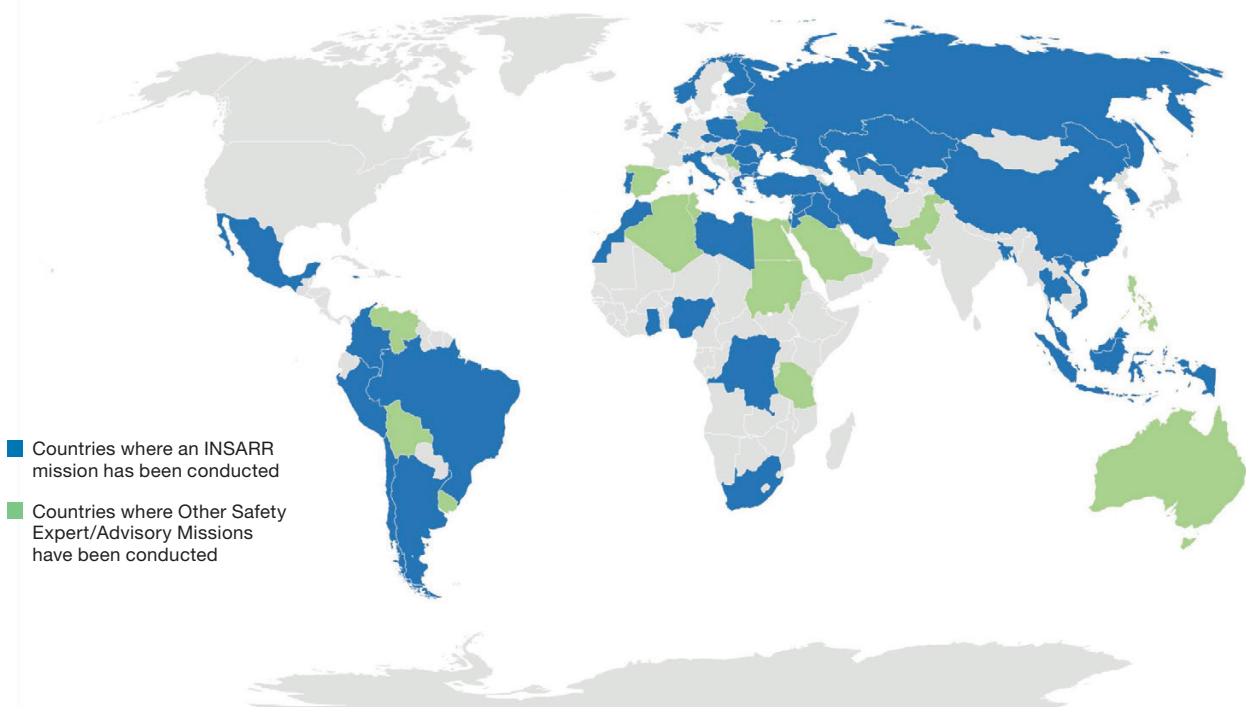 Countries where an INSARR
mission has been conducted
Countries where Other Safety
Expert/Advisory Missions
have been conducted